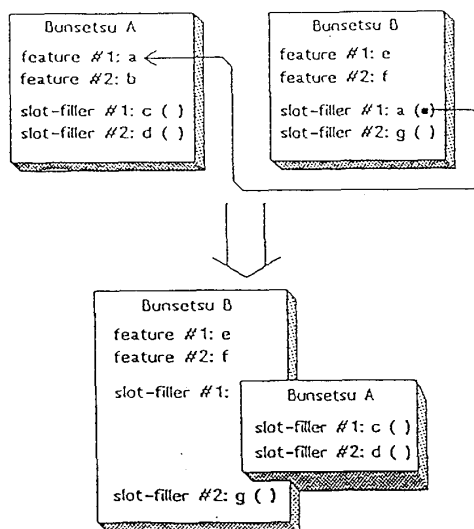 Bunsetsu A
feature #1: a
feature #2: b
slot-filler #1: c ( )
slot-filler #2: d ( )
Bunsetsu B
feature #1: e
feature #2: f
slot-filler #1: a (▪)
slot-filler #2: g ( )
Bunsetsu B
feature #1: e
feature #2: f
slot-filler #1:
Bunsetsu A
slot-filler #1: c ( )
slot-filler #2: d ( )
slot-filler #2: g ( )